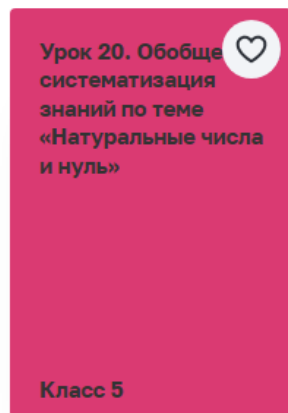 Урок 20. Обобще
систематизация
знаний по теме
«Натуральные числа
и нуль»
Класс 5